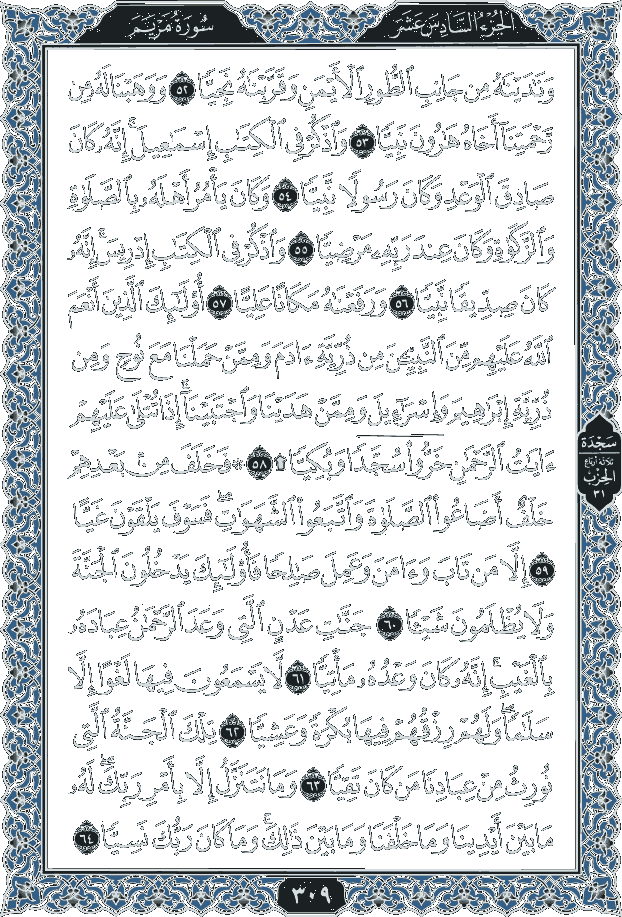 الجزء السادس عشر
سورة مريم
وَنَٰدَيْنَٰهُ مِن جَانِبِ ٱلطُّورِ ٱلْأَيْمَنِ وَقَرَّبْنَٰهُ نَجِيًّا ٥٢ وَوَهَبْنَا لَهُۥ مِن
رَّحْمَتِنَآ أَخَاهُ هَٰرُونَ نَبِيًّا ٥٣ وَٱذْكُرْ فِى ٱلْكِتَٰبِ إِسْمَٰعِيلَ ۚ إِنَّهُۥ كَانَ
صَادِقَ ٱلْوَعْدِ وَكَانَ رَسُولًا نَّبِيًّا ٥٤ وَكَانَ يَأْمُرُ أَهْلَهُۥ بِٱلصَّلَوٰةِ
وَٱلزَّكَوٰةِ وَكَانَ عِندَ رَبِّهِۦ مَرْضِيًّا ٥٥ وَٱذْكُرْ فِى ٱلْكِتَٰبِ إِدْرِيسَ ۚ إِنَّهُۥ
كَانَ صِدِّيقًا نَّبِيًّا ٥٦ وَرَفَعْنَٰهُ مَكَانًا عَلِيًّا ٥٧ أُو۟لَٰٓئِكَ ٱلَّذِينَ أَنْعَمَ
ٱللَّهُ عَلَيْهِم مِّنَ ٱلنَّبِيِّـۧنَ مِن ذُرِّيَّةِ ءَادَمَ وَمِمَّنْ حَمَلْنَا مَعَ نُوحٍ وَمِن
ذُرِّيَّةِ إِبْرَٰهِيمَ وَإِسْرَٰٓءِيلَ وَمِمَّنْ هَدَيْنَا وَٱجْتَبَيْنَآ ۚ إِذَا تُتْلَىٰ عَلَيْهِمْ
ءَايَٰتُ ٱلرَّحْمَٰنِ خَرُّوا۟ سُجَّدًا وَبُكِيًّا ۩ ٥٨ ۞ فَخَلَفَ مِنۢ بَعْدِهِمْ
خَلْفٌ أَضَاعُوا۟ ٱلصَّلَوٰةَ وَٱتَّبَعُوا۟ ٱلشَّهَوَٰتِ ۖ فَسَوْفَ يَلْقَوْنَ غَيًّا
٥٩ إِلَّا مَن تَابَ وَءَامَنَ وَعَمِلَ صَٰلِحًا فَأُو۟لَٰٓئِكَ يَدْخُلُونَ ٱلْجَنَّةَ
وَلَا يُظْلَمُونَ شَيْـًٔا ٦٠ جَنَّٰتِ عَدْنٍ ٱلَّتِى وَعَدَ ٱلرَّحْمَٰنُ عِبَادَهُۥ
بِٱلْغَيْبِ ۚ إِنَّهُۥ كَانَ وَعْدُهُۥ مَأْتِيًّا ٦١ لَّا يَسْمَعُونَ فِيهَا لَغْوًا إِلَّا
سَلَٰمًا ۖ وَلَهُمْ رِزْقُهُمْ فِيهَا بُكْرَةً وَعَشِيًّا ٦٢ تِلْكَ ٱلْجَنَّةُ ٱلَّتِى
نُورِثُ مِنْ عِبَادِنَا مَن كَانَ تَقِيًّا ٦٣ وَمَا نَتَنَزَّلُ إِلَّا بِأَمْرِ رَبِّكَ ۖ لَهُۥ
مَا بَيْنَ أَيْدِينَا وَمَا خَلْفَنَا وَمَا بَيْنَ ذَٰلِكَ ۚ وَمَا كَانَ رَبُّكَ نَسِيًّا ٦٤
سَجْدَة
ثلاثة أرباع
الحزب
٣١
٣٠٩